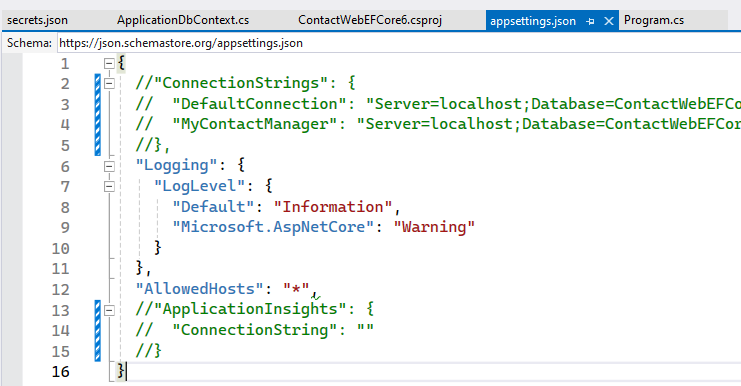 secrets.json ApplicationDbContext.cs ContactWebEFCore6.csproj appsettings.json Program.cs
Schema: https://json.schemastore.org/appsettings.json
1 {
2 //"ConnectionStrings": {
3 // "DefaultConnection": "Server=localhost;Database=ContactWebEFCo
4 // "MyContactManager": "Server=localhost;Database=ContactWebEFCor
5 //},
6 "Logging": {
7 "LogLevel": {
8 "Default": "Information",
9 "Microsoft.AspNetCore": "Warning"
10 }
11 },
12 "AllowedHosts": "*",
13 //"ApplicationInsights": {
14 // "ConnectionString": ""
15 //}
16 }